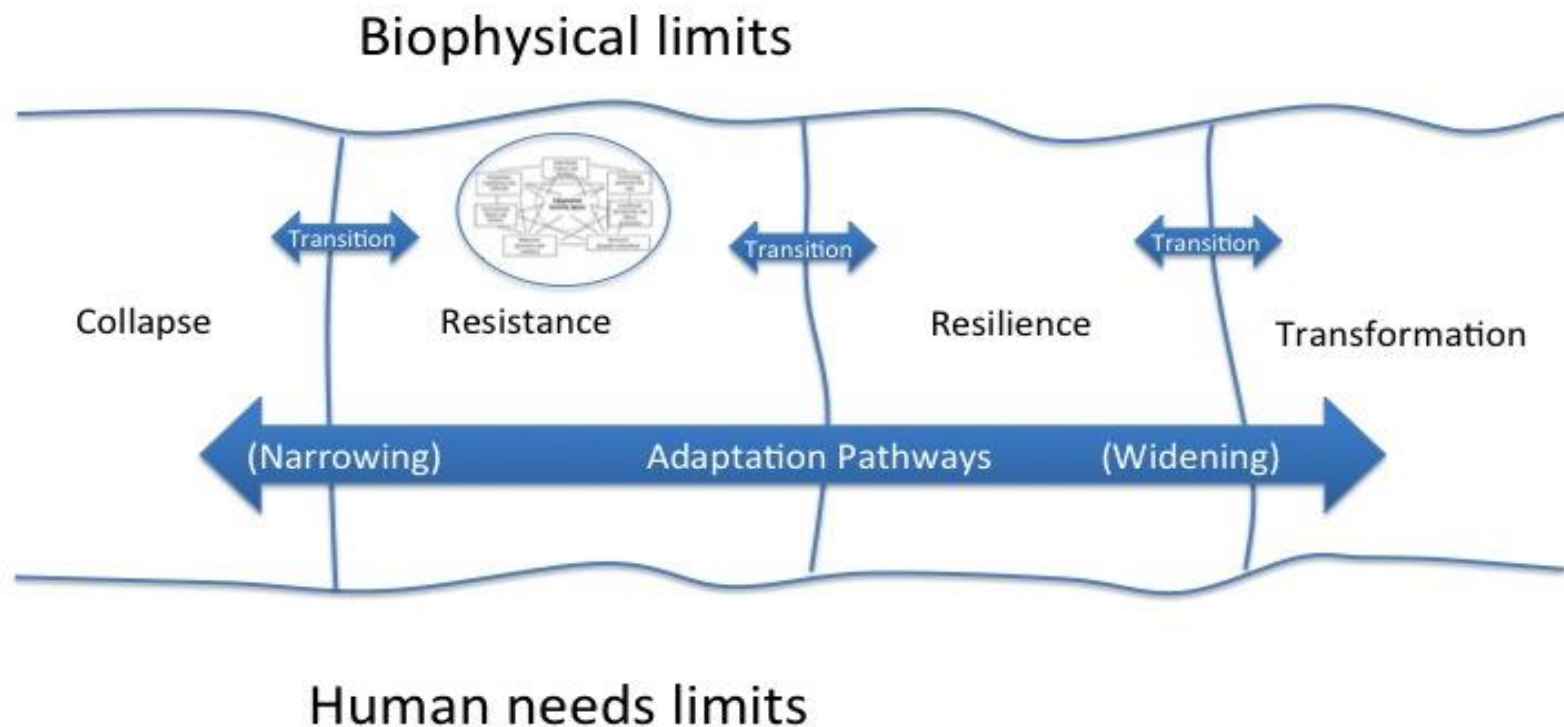 Biophysical limits
Transition
Transition
Transition
Collapse
Resistance
Resilience
Transformation
(Narrowing)
Adaptation Pathways
(Widening)
Human needs limits